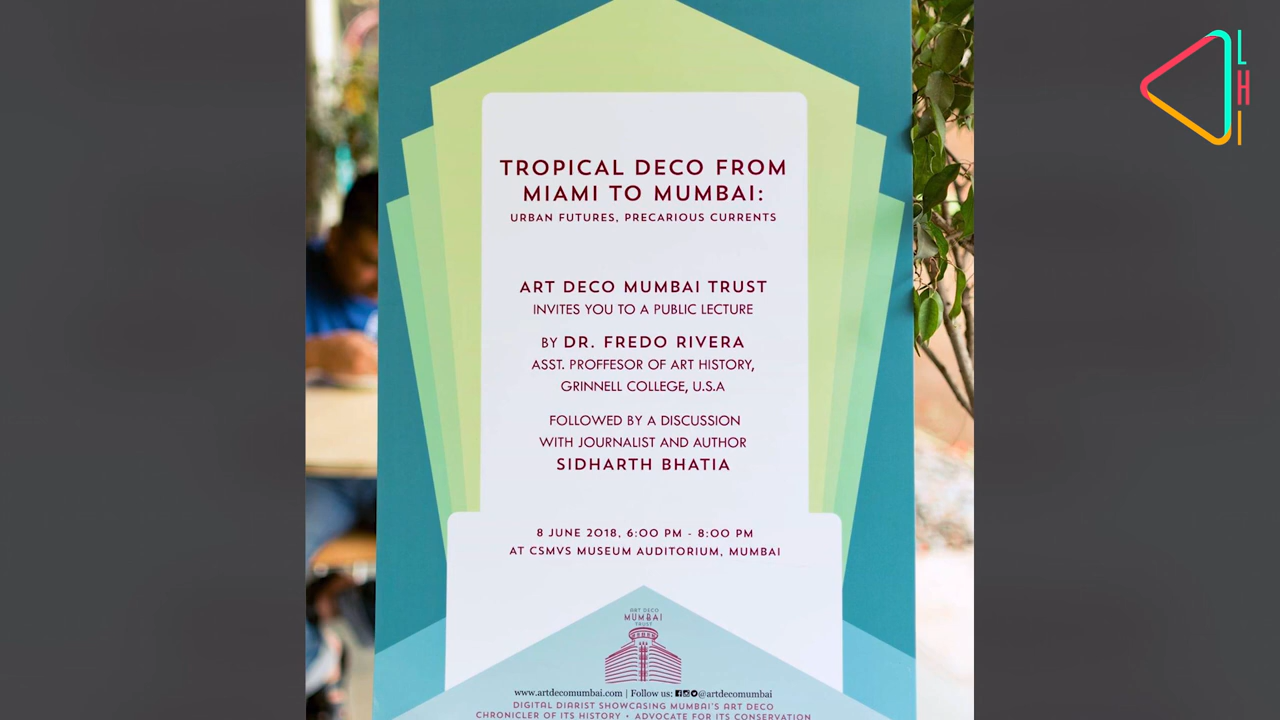 LHI
TROPICAL DECO FROM
MIAMI TO MUMBAI:
URBAN FUTURES, PRECARIOUS CURRENTS
ART DECO MUMBAI TRUST
INVITES YOU TO A PUBLIC LECTURE
BY DR. FREDO RIVERA
ASST. PROFFESOR OF ART HISTORY,
GRINNELL COLLEGE, U.S.A
FOLLOWED BY A DISCUSSION
WITH JOURNALIST AND AUTHOR
SIDHARTH BHATIA
8 JUNE 2018, 6:00 PM - 8:00 PM
AT CSMVS MUSEUM AUDITORIUM, MUMBAI
ART DECO
MUMBAI
TRUST
www.artdecomumbai.com | Follow us: @artdecomumbai
DIGITAL DIARIST SHOWCASING MUMBAI'S ART DECO
CHRONICLER OF ITS HISTORY • ADVOCATE FOR ITS CONSERVATION